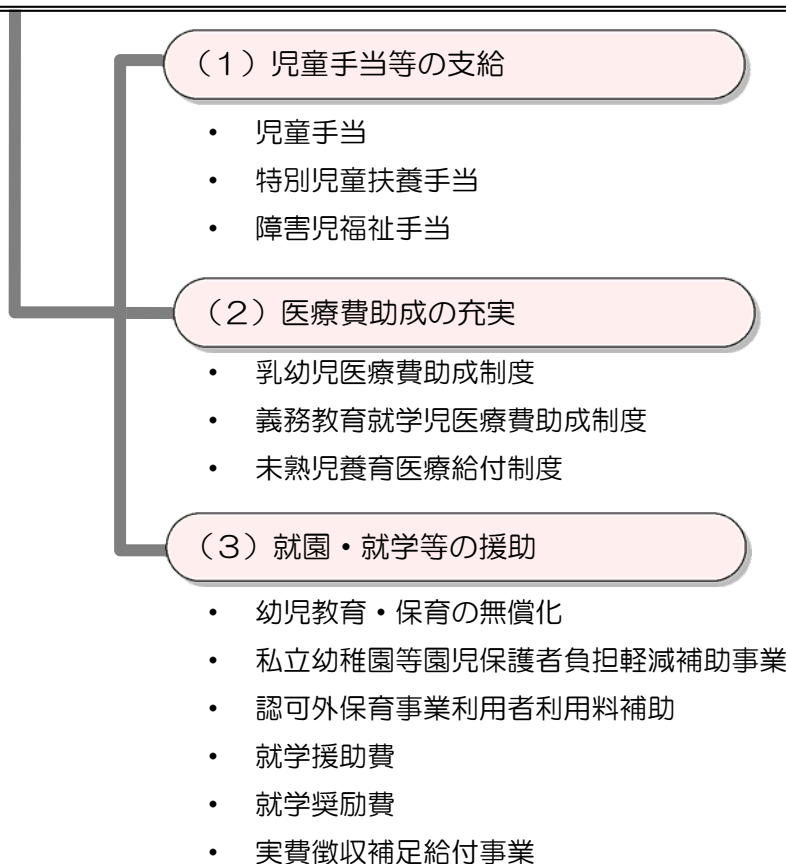 （1）児童手当等の支給
・ 児童手当
・ 特別児童扶養手当
・ 障害児福祉手当
（2）医療費助成の充実
・ 乳幼児医療費助成制度
・ 義務教育就学児医療費助成制度
・ 未熟児養育医療給付制度
（3）就園・就学等の援助
・ 幼児教育・保育の無償化
・ 私立幼稚園等園児保護者負担軽減補助事業
・ 認可外保育事業利用者利用料補助
・ 就学援助費
・ 就学奨励費
・ 実費徴収補足給付事業